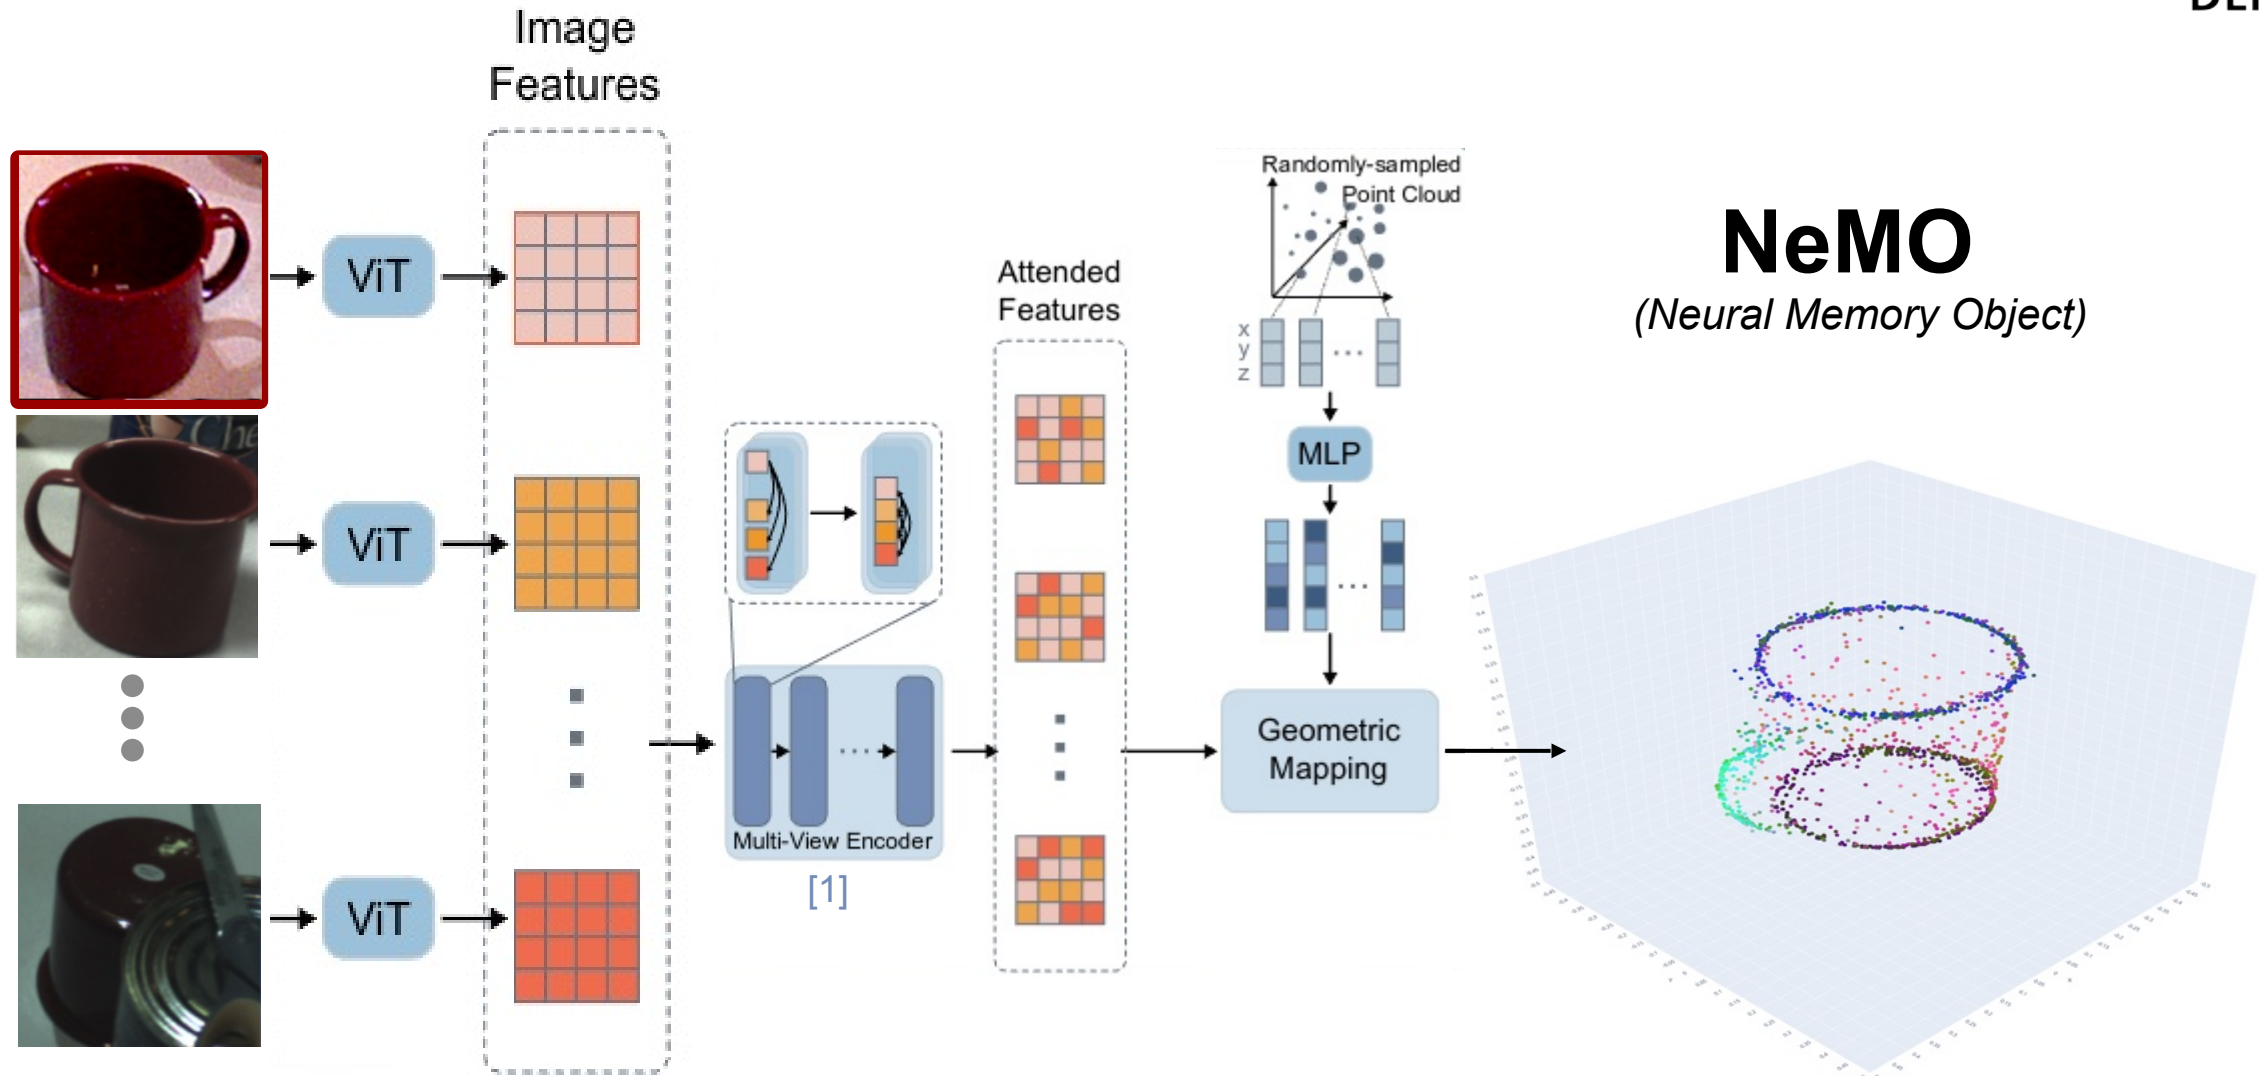 Image
Features
ViT
ViT
ViT
Multi-View Encoder
[1]
Attended
Features
Randomly-sampled
Point Cloud
x
y
z
MLP
Geometric
Mapping
NeMO
(Neural Memory Object)
Che